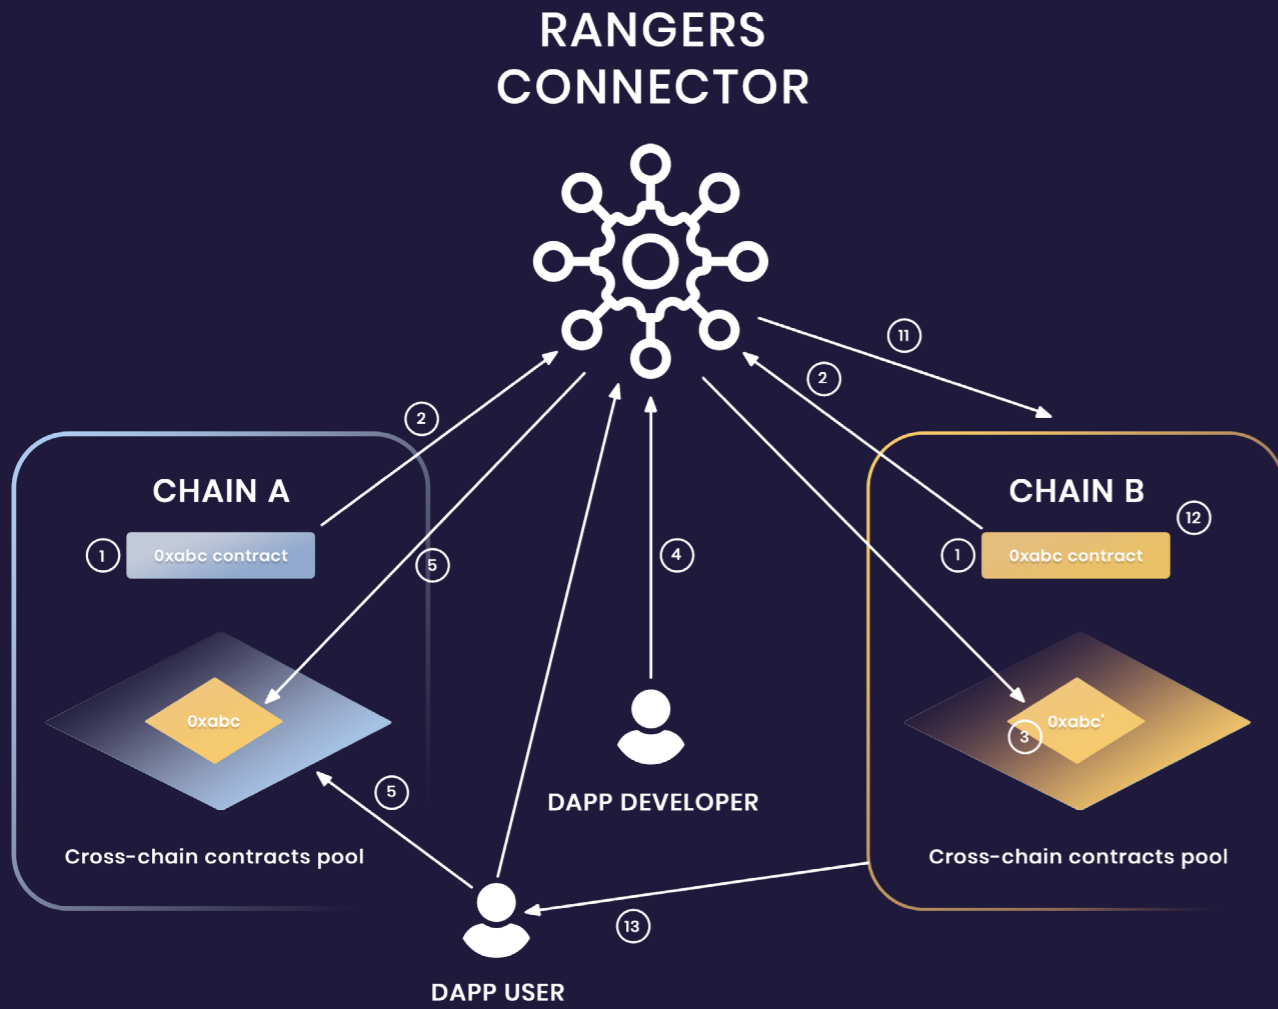 RANGERS
CONNECTOR
11
2
2
CHAIN A
CHAIN B
12
1
0xabc contract
5
4
1
0xabc contract
0xabc
0xabc*
3
5
DAPP DEVELOPER
Cross-chain contracts pool
Cross-chain contracts pool
13
DAPP USER